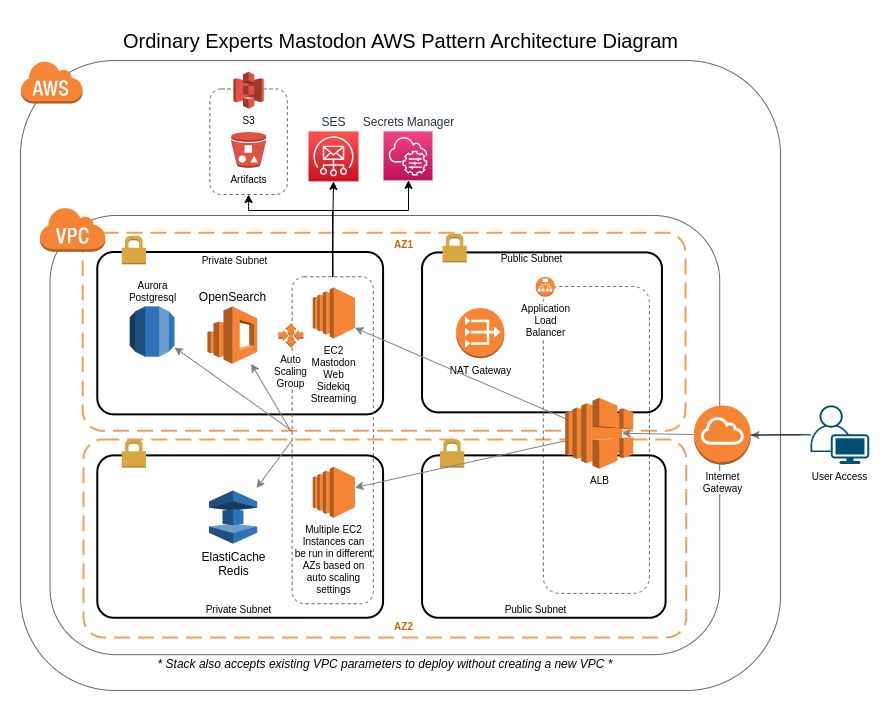 Ordinary Experts Mastodon AWS Pattern Architecture Diagram
AWS
S3
Artifacts
SES
Secrets Manager
VPC
AZ1
Private Subnet
Public Subnet
Aurora
Postgresql
OpenSearch
Auto
Scaling
Group
EC2
Mastodon
Web
Sidekiq
Streaming
NAT Gateway
Application
Load
Balancer
ALB
Internet
Gateway
User Access
ElastiCache
Redis
Multiple EC2
Instances can
be run in different
AZs based on
auto scaling
settings
Private Subnet
Public Subnet
AZ2
* Stack also accepts existing VPC parameters to deploy without creating a new VPC *